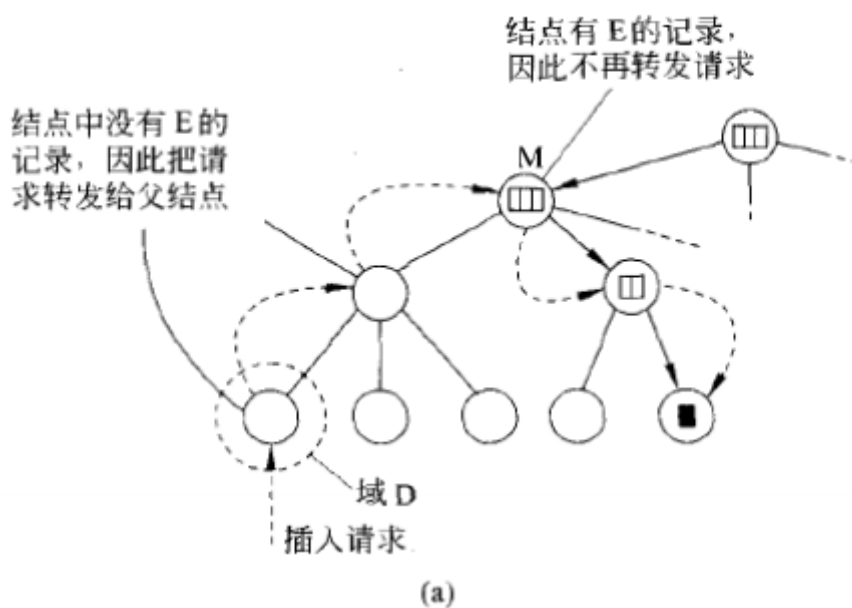 结点有 E的记录,
因此不再转发请求
结点中没有 E的
记录,因此把请
求转发给父结点
M
域 D
插入请求
(a)